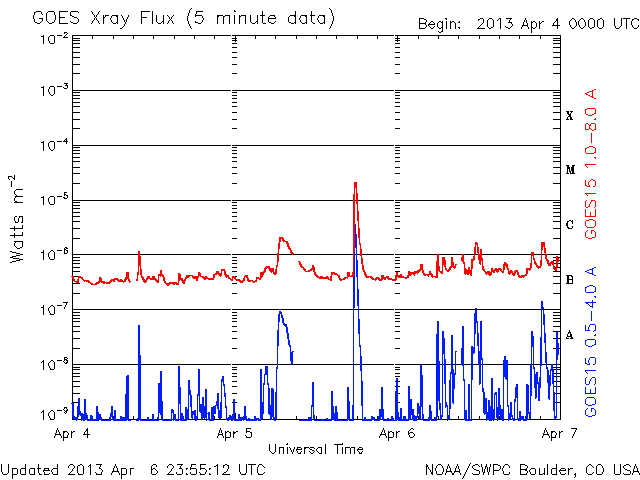 GOES Xray Flux (5 minute data)
Begin: 2013 Apr 4 0000 UTC
10-2
10-3
10-4
10-5
10-6
10-7
10-8
10-9
Watts m-2
X
M
C
B
A
GOES15 1.0-8.0 A
GOES15 0.5-4.0 A
Apr 4
Apr 5
Apr 6
Apr 7
Universal Time
Updated 2013 Apr 6 23:55:12 UTC
NOAA/SWPC Boulder, CO USA